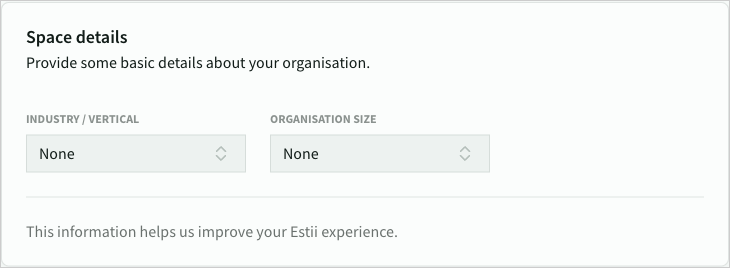 Space details
Provide some basic details about your organisation.
INDUSTRY / VERTICAL
ORGANISATION SIZE
None
None
This information helps us improve your Estii experience.